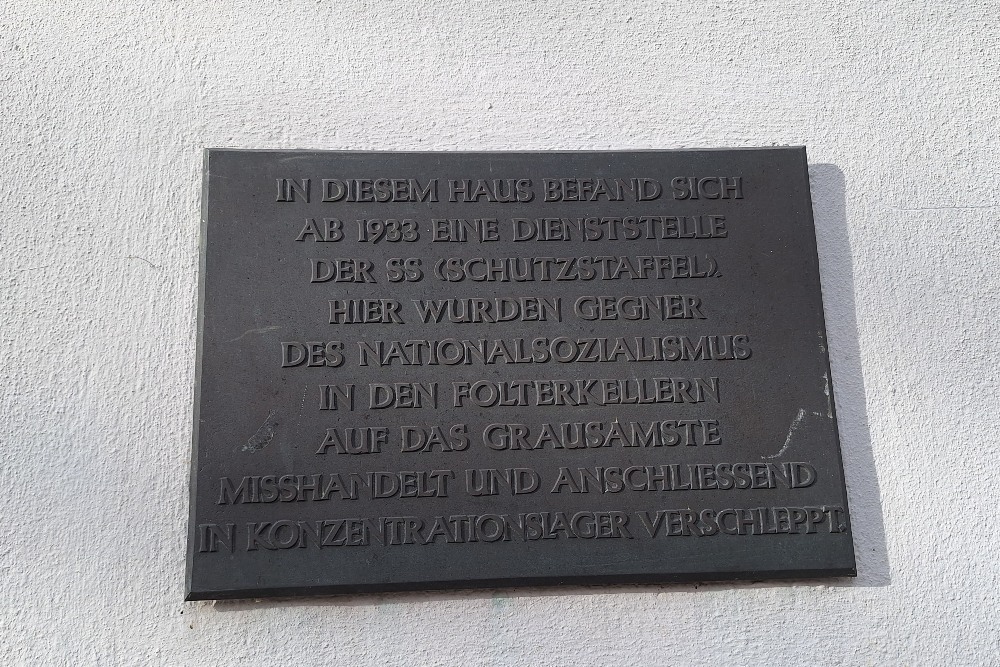 IN DIESEM HAUS BEFAND SICH
AB 1933 EINE DIENSTSTELLE
DER SS (SCHUTZSTAFFEL).
HIER WURDEN GEGNER
DES NATIONALSOZIALISMUS
IN DEN FOLTERKELLERN
AUF DAS GRAUSAMSTE
MISSHANDELT UND ANSCHLIESSEND
IN KONZENTRATIONSLAGER VERSCHLEPPT.